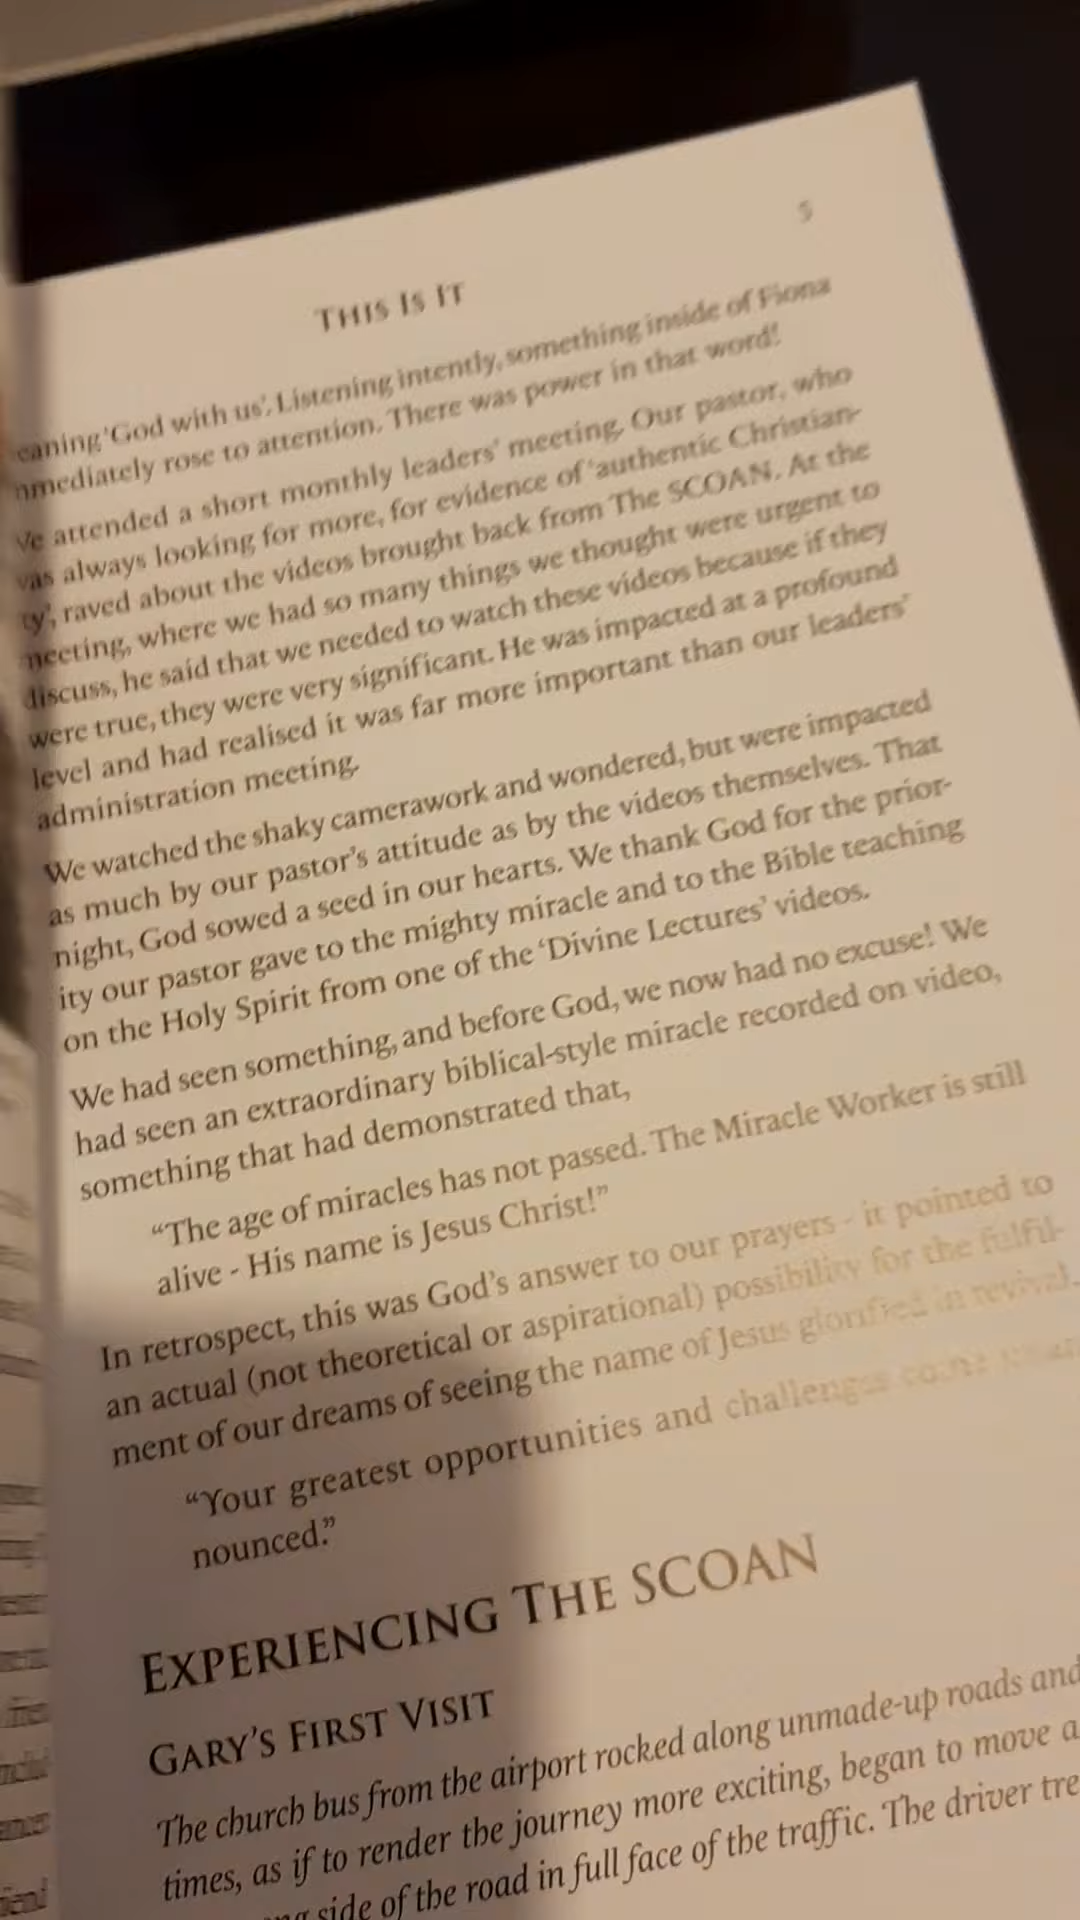 5
THIS IS IT
eaning 'God with us'. Listening intently, something inside of Fiona
mmediately rose to attention. There was power in that word!
We attended a short monthly leaders' meeting. Our pastor, who
was always looking for more, for evidence of 'authentic Christian-
ty', raved about the videos brought back from The SCOAN. At the
meeting, where we had so many things we thought were urgent to
discuss, he said that we needed to watch these videos because if they
were true, they were very significant. He was impacted at a profound
level and had realised it was far more important than our leaders'
administration meeting.
We watched the shaky camerawork and wondered, but were impacted
as much by our pastor's attitude as by the videos themselves. That
night, God sowed a seed in our hearts. We thank God for the prior-
ity our pastor gave to the mighty miracle and to the Bible teaching
on the Holy Spirit from one of the 'Divine Lectures' videos.
We had seen something, and before God, we now had no excuse! We
had seen an extraordinary biblical-style miracle recorded on video,
something that had demonstrated that,
"The age of miracles has not passed. The Miracle Worker is still
alive - His name is Jesus Christ!"
In retrospect, this was God's answer to our prayers - it pointed to
an actual (not theoretical or aspirational) possibility for the fulfil-
ment of our dreams of seeing the name of Jesus glorified in revival.
"Your greatest opportunities and challenges come
nounced."
EXPERIENCING THE SCOAN
GARY'S FIRST VISIT
The church bus from the airport rocked along unmade-up roads and
times, as if to render the journey more exciting, began to move a
side of the road in full face of the traffic. The driver tre